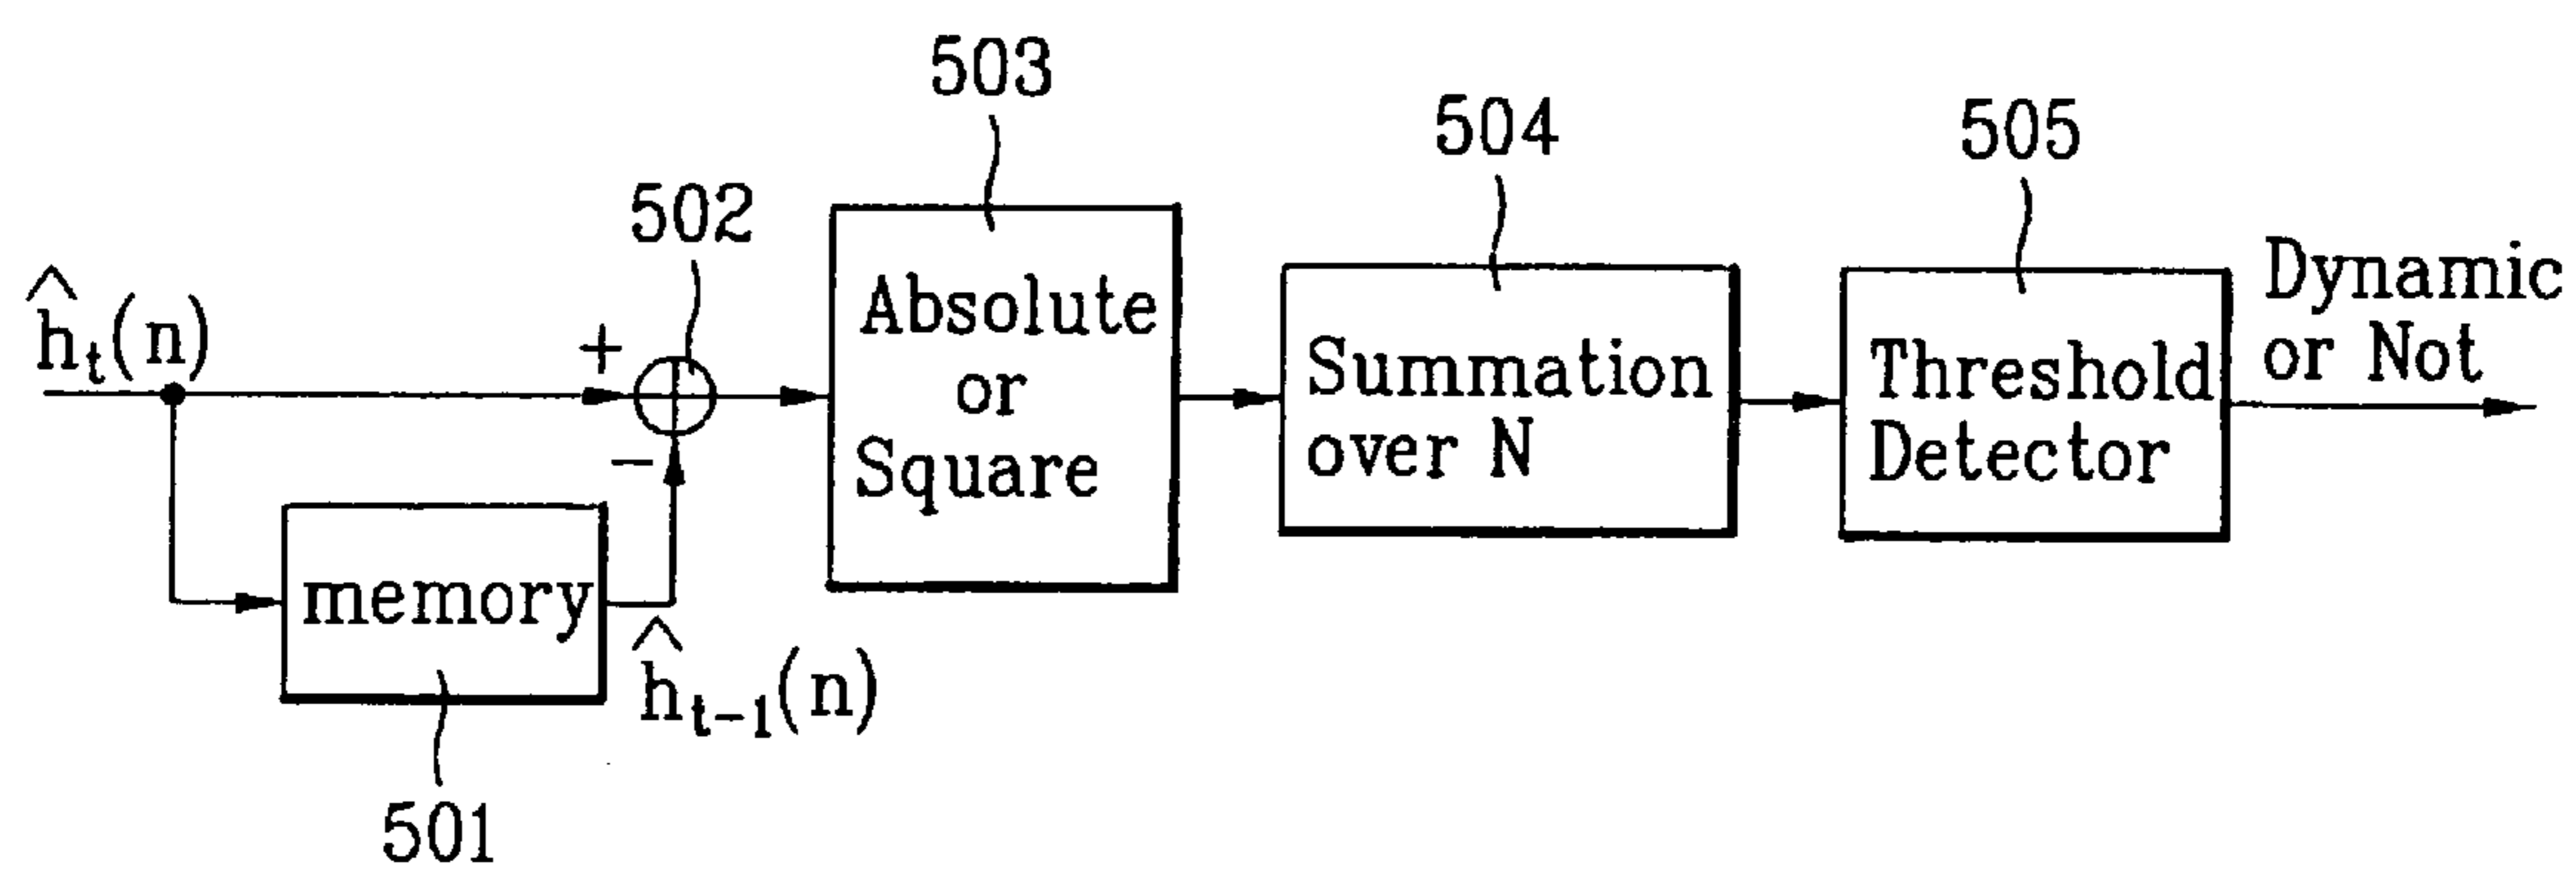 503
504
505
502
ĥt(n)
+
−
Absolute
or
Square
Summation
over N
Threshold
Detector
Dynamic
or Not
memory
ĥt-1(n)
501